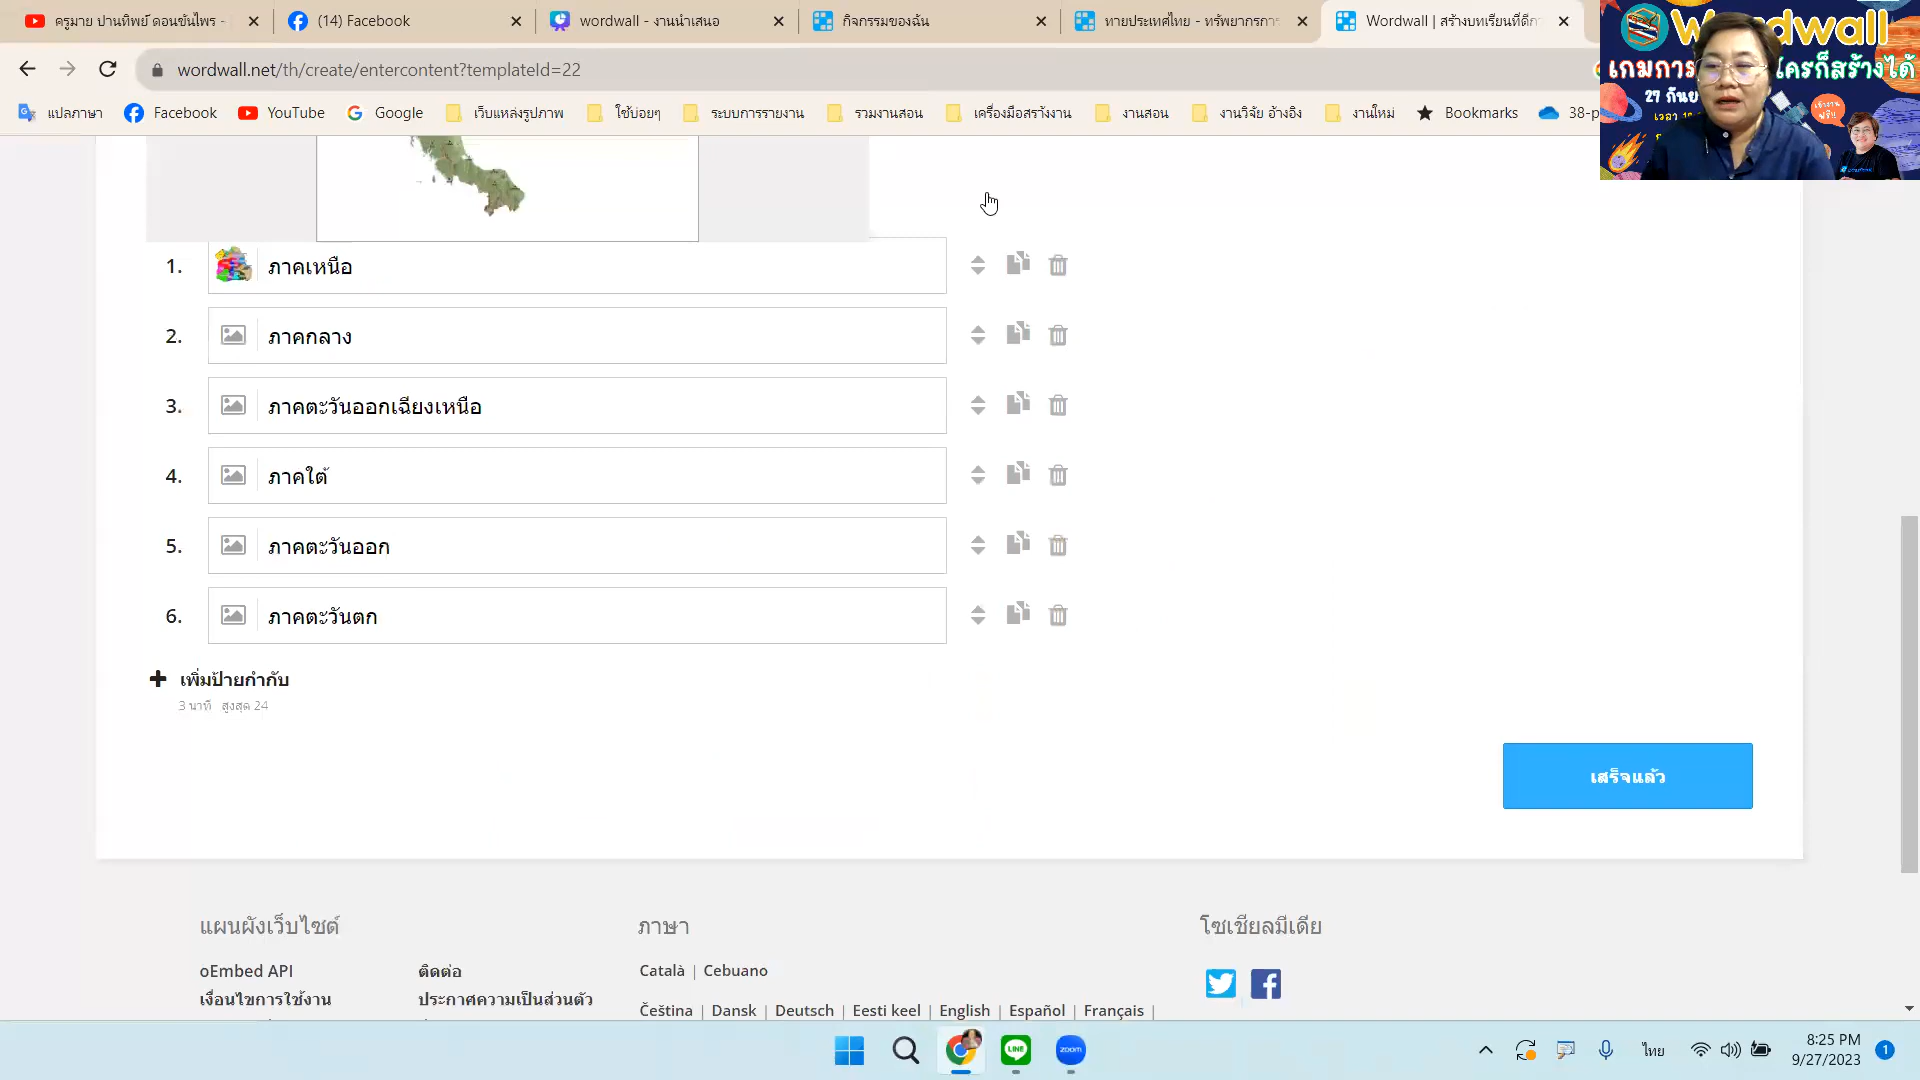 ครูมาย ปานทิพย์ ดอนขันไพร -
(14) Facebook
wordwall - งานนำเสนอ
กิจกรรมของฉัน
ทายประเทศไทย - ทรัพยากรการ
Wordwall | สร้างบทเรียนที่ดีก
wordwall.net/th/create/entercontent?templateId=22
แปลภาษา
Facebook
YouTube
Google
เว็บแหล่งรูปภาพ
ใช้บ่อยๆ
ระบบการรายงาน
รวมงานสอน
เครื่องมือสรว้งาน
งานสอน
งานวิจัย อ้างอิง
งานใหม่
Bookmarks
38-p
Wordwall
เกมการ
ใครก็สร้างได้
27 กันย
เวลา
1. ภาคเหนือ
2. ภาคกลาง
3. ภาคตะวันออกเฉียงเหนือ
4. ภาคใต้
5. ภาคตะวันออก
6. ภาคตะวันตก
เพิ่มป้ายกำกับ
3 นาที สูงสุด 24
เสร็จแล้ว
แผนผังเว็บไซต์
ภาษา
โซเชียลมีเดีย
oEmbed API
ติดต่อ
Català | Cebuano
เงื่อนไขการใช้งาน
ประกาศความเป็นส่วนตัว
Čeština | Dansk | Deutsch | Eesti keel | English | Español | Français |
LINE
zoom
ไทย
8:25 PM
9/27/2023
1